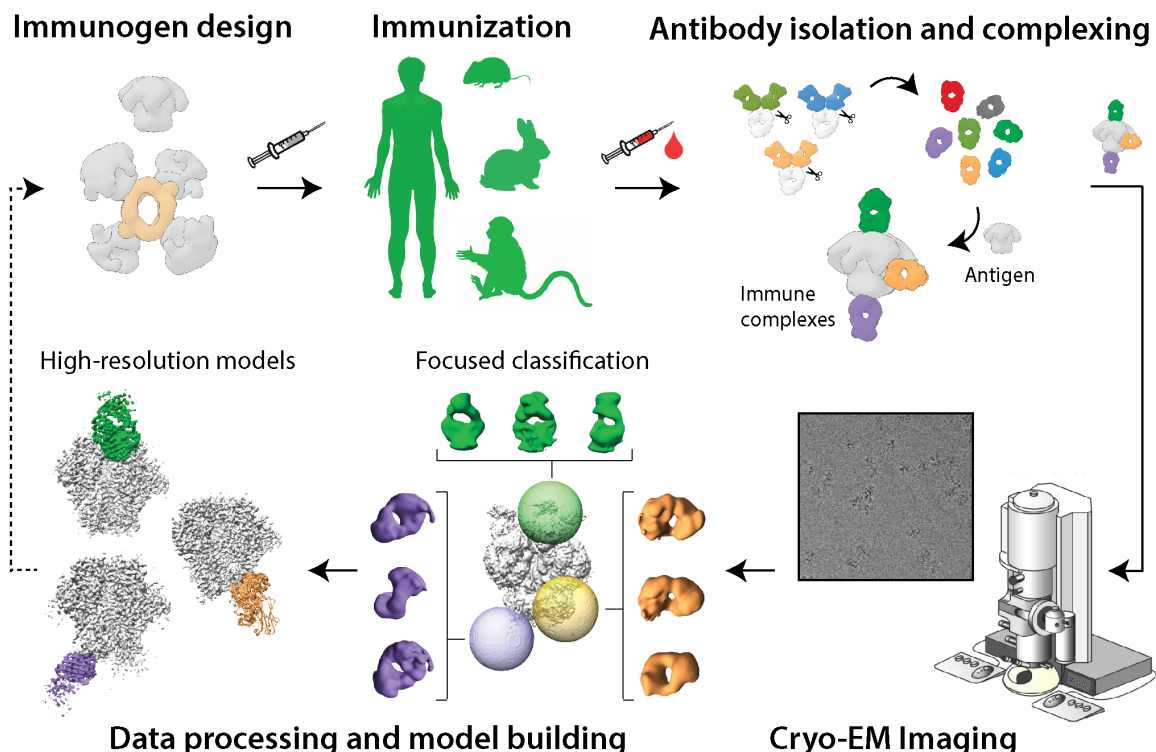 Immunogen design
Immunization
Antibody isolation and complexing
Antigen
Immune
complexes
High-resolution models
Focused classification
Data processing and model building
Cryo-EM Imaging